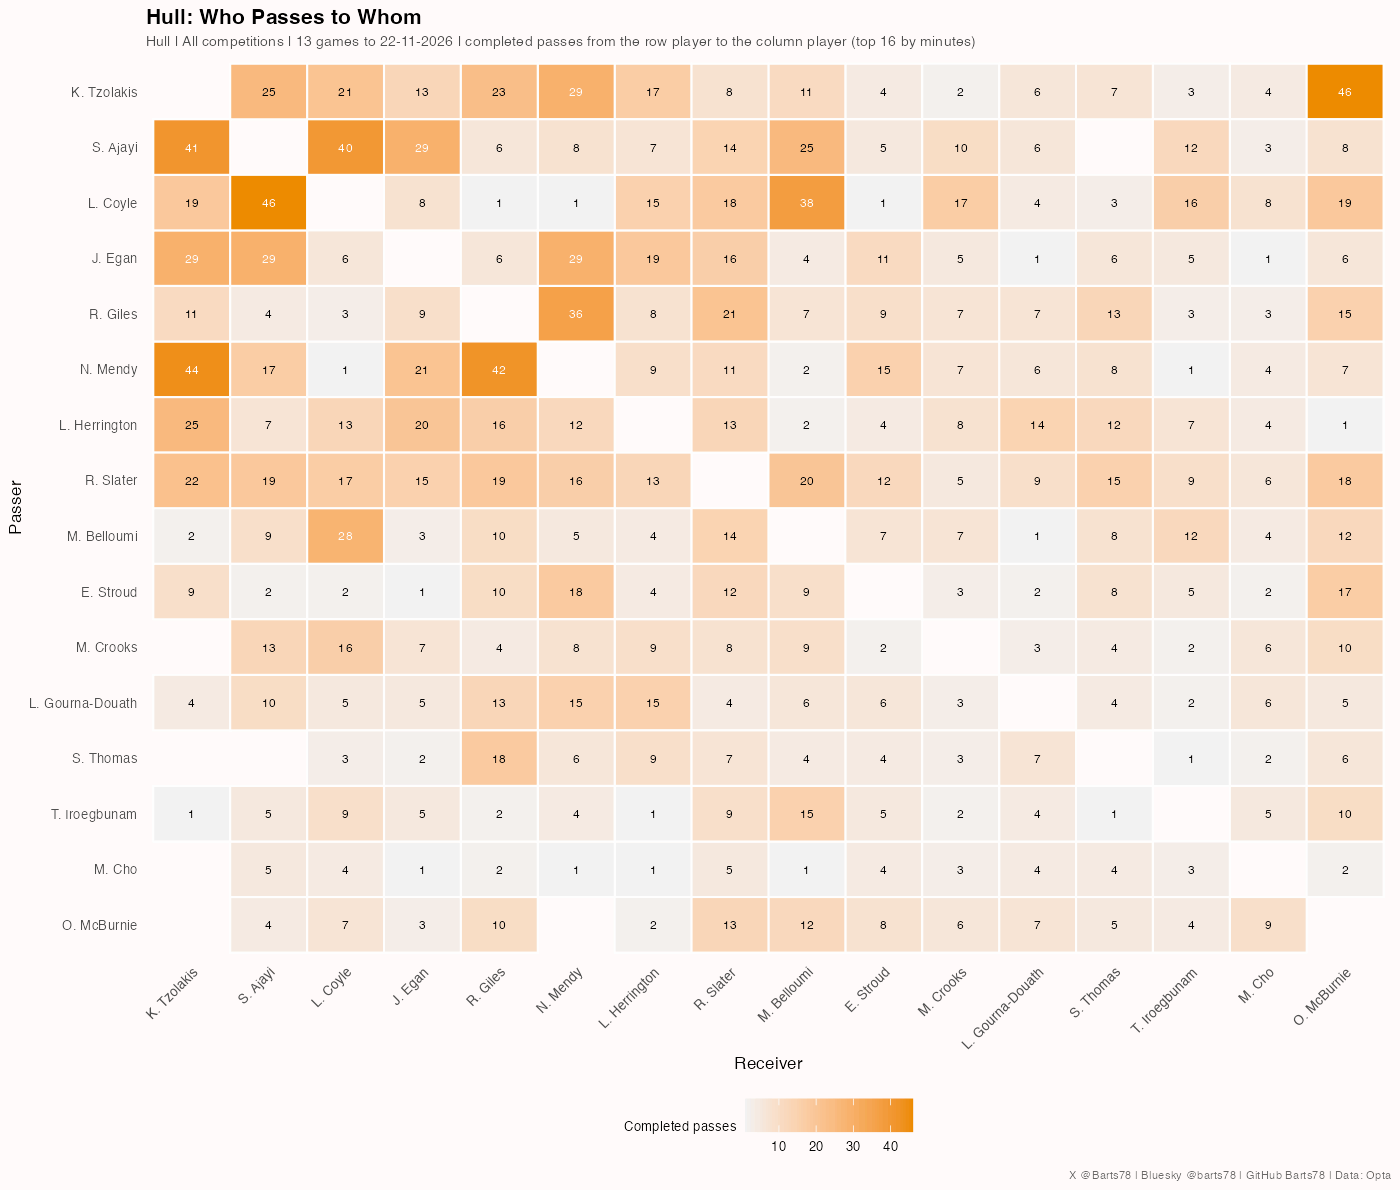 Hull: Who Passes to Whom
Hull | All competitions | 13 games to 22-11-2026 | completed passes from the row player to the column player (top 16 by minutes)
Passer
K. Tzolakis 25 21 13 23 29 17 8 11 4 2 6 7 3 4 46
S. Ajayi 41 40 29 6 8 7 14 25 5 10 6 12 3 8
L. Coyle 19 46 8 1 1 15 18 38 1 17 4 3 16 8 19
J. Egan 29 29 6 6 29 19 16 4 11 5 1 6 5 1 6
R. Giles 11 4 3 9 36 8 21 7 9 7 7 13 3 3 15
N. Mendy 44 17 1 21 42 9 11 2 15 7 6 8 1 4 7
L. Herrington 25 7 13 20 16 12 13 2 4 8 14 12 7 4 1
R. Slater 22 19 17 15 19 16 13 20 12 5 9 15 9 6 18
M. Belloumi 2 9 28 3 10 5 4 14 7 7 1 8 12 4 12
E. Stroud 9 2 2 1 10 18 4 12 9 3 2 8 5 2 17
M. Crooks 13 16 7 4 8 9 8 9 2 3 4 2 6 10
L. Gourna-Douath 4 10 5 5 13 15 15 4 6 6 3 4 2 6 5
S. Thomas 3 2 18 6 9 7 4 4 3 7 1 2 6
T. Iroegbunam 1 5 9 5 2 4 1 9 15 5 2 4 1 5 10
M. Cho 5 4 1 2 1 1 5 1 4 3 4 4 3 2
O. McBurnie 4 7 3 10 2 13 12 8 6 7 5 4 9
K. Tzolakis S. Ajayi L. Coyle J. Egan R. Giles N. Mendy L. Herrington R. Slater M. Belloumi E. Stroud M. Crooks L. Gourna-Douath S. Thomas T. Iroegbunam M. Cho O. McBurnie
Receiver
Completed passes
10 20 30 40
X @Barts78 | Bluesky @barts78 | GitHub Barts78 | Data: Opta